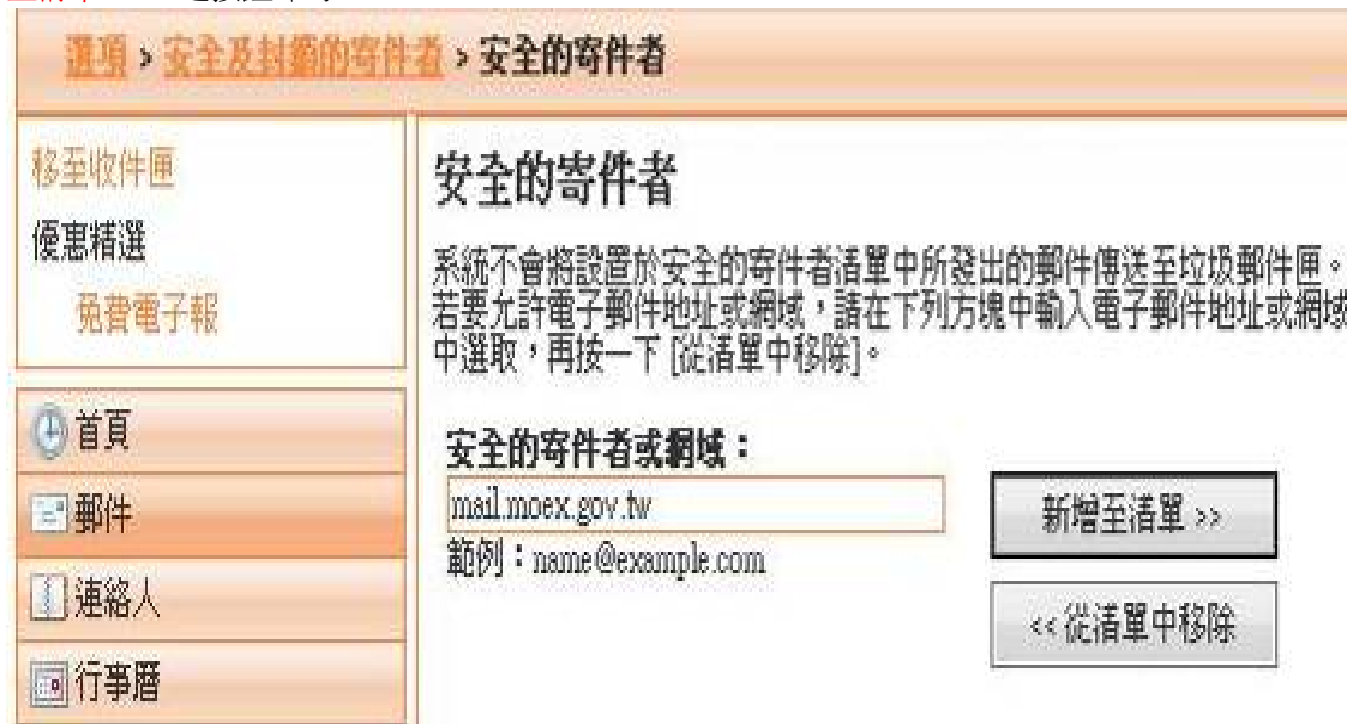 選項 > 安全及封鎖的寄件者 > 安全的寄件者
移至收件匣
優惠精選
免費電子報
首頁
郵件
連絡人
行事曆
安全的寄件者
系統不會將設置於安全的寄件者清單中所發出的郵件傳送至垃圾郵件匣。
若要允許電子郵件地址或網域，請在下列方塊中輸入電子郵件地址或網域
中選取，再按一下 [從清單中移除]。
安全的寄件者或網域：
mail.moex.gov.tw
範例：name@example.com
新增至清單 >>
<< 從清單中移除